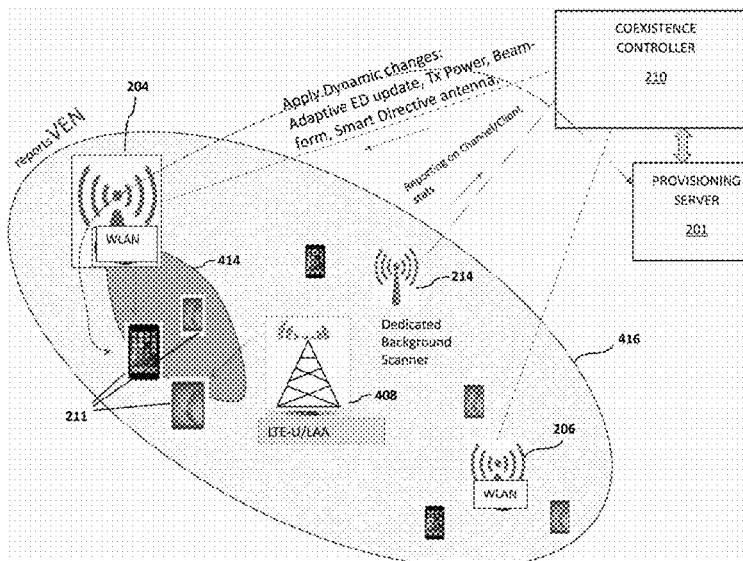 COEXISTENCE
CONTROLLER
210
PROVISIONING
SERVER
201
Apply Dynamic changes:
Adaptive ED update, Tx Power, Beam-
form, Smart Directive antenna,
Reporting on Channel/Client
stats
204
reports VEN
WLAN
414
214
Dedicated
Background
Scanner
416
211
408
LTE-U/LAA
206
WLAN